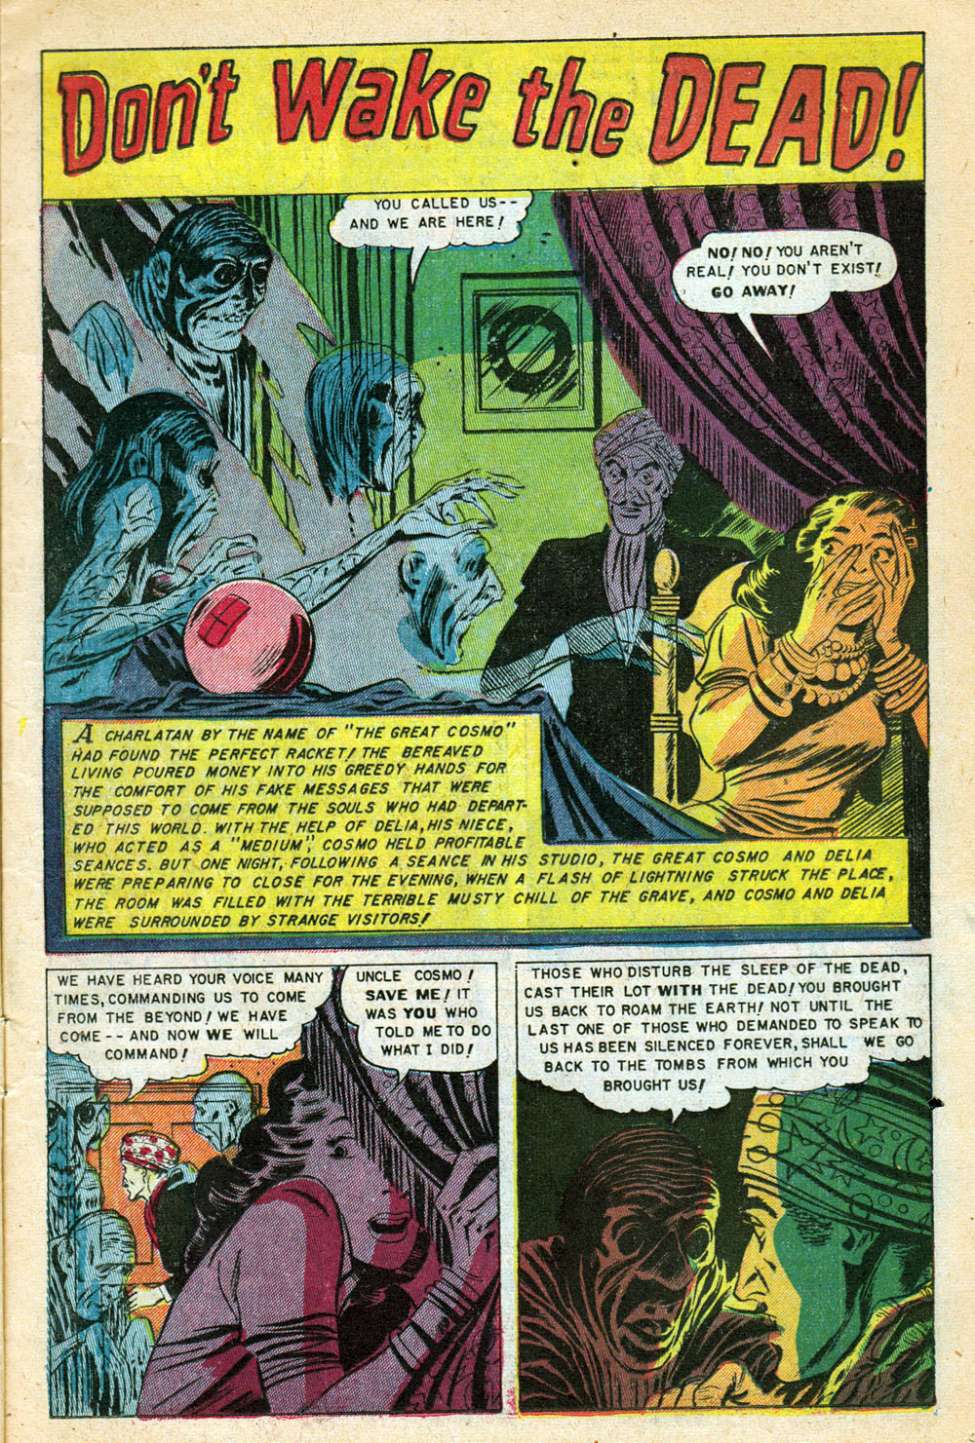 Don't Wake the DEAD!
YOU CALLED US--
AND WE ARE HERE!
NO! NO! YOU AREN'T
REAL! YOU DON'T EXIST!
GO AWAY!
A CHARLATAN BY THE NAME OF "THE GREAT COSMO"
HAD FOUND THE PERFECT RACKET! THE BEREAVED
LIVING POURED MONEY INTO HIS GREEDY HANDS FOR
THE COMFORT OF HIS FAKE MESSAGES THAT WERE
SUPPOSED TO COME FROM THE SOULS WHO HAD DEPART-
ED THIS WORLD. WITH THE HELP OF DELIA, HIS NIECE,
WHO ACTED AS A "MEDIUM", COSMO HELD PROFITABLE
SEANCES. BUT ONE NIGHT, FOLLOWING A SEANCE IN HIS STUDIO, THE GREAT COSMO AND DELIA
WERE PREPARING TO CLOSE FOR THE EVENING, WHEN A FLASH OF LIGHTNING STRUCK THE PLACE,
THE ROOM WAS FILLED WITH THE TERRIBLE MUSTY CHILL OF THE GRAVE, AND COSMO AND DELIA
WERE SURROUNDED BY STRANGE VISITORS!
WE HAVE HEARD YOUR VOICE MANY
TIMES, COMMANDING US TO COME
FROM THE BEYOND! WE HAVE
COME -- AND NOW WE WILL
COMMAND!
UNCLE COSMO!
SAVE ME! IT
WAS YOU WHO
TOLD ME TO DO
WHAT I DID!
THOSE WHO DISTURB THE SLEEP OF THE DEAD,
CAST THEIR LOT WITH THE DEAD! YOU BROUGHT
US BACK TO ROAM THE EARTH! NOT UNTIL THE
LAST ONE OF THOSE WHO DEMANDED TO SPEAK TO
US HAS BEEN SILENCED FOREVER, SHALL WE GO
BACK TO THE TOMBS FROM WHICH YOU
BROUGHT US!